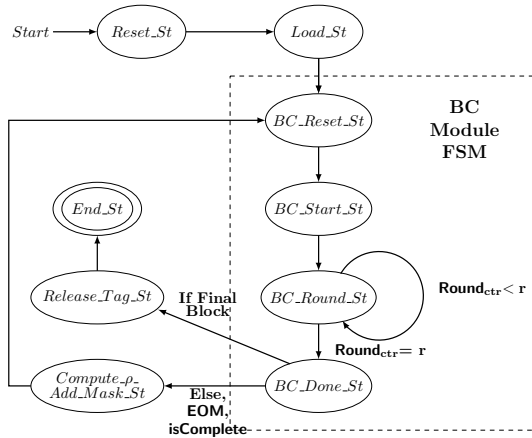 Start
Reset_St
Load_St
BC
Module
FSM
BC_Reset_St
BC_Start_St
End_St
BC_Round_St
Round_ctr < r
Release_Tag_St
If Final
Block
Round_ctr = r
Compute_ρ_
Add_Mask_St
BC_Done_St
Else,
EOM,
isComplete